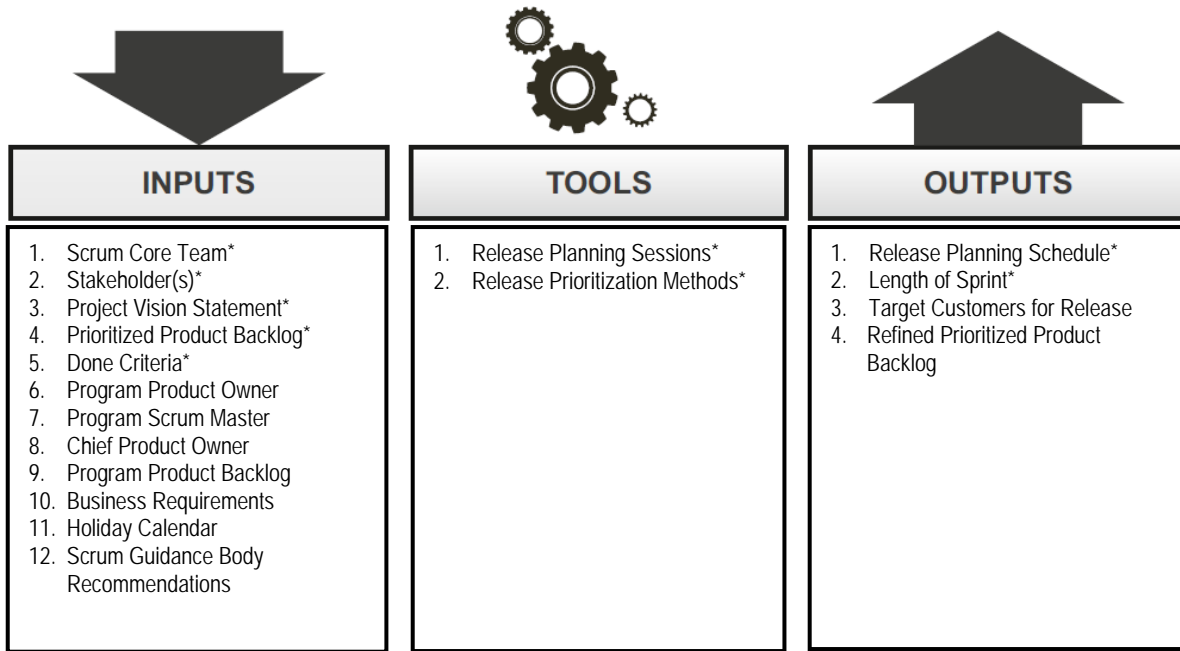 INPUTS
1. Scrum Core Team*
2. Stakeholder(s)*
3. Project Vision Statement*
4. Prioritized Product Backlog*
5. Done Criteria*
6. Program Product Owner
7. Program Scrum Master
8. Chief Product Owner
9. Program Product Backlog
10. Business Requirements
11. Holiday Calendar
12. Scrum Guidance Body
Recommendations
TOOLS
1. Release Planning Sessions*
2. Release Prioritization Methods*
OUTPUTS
1. Release Planning Schedule*
2. Length of Sprint*
3. Target Customers for Release
4. Refined Prioritized Product
Backlog